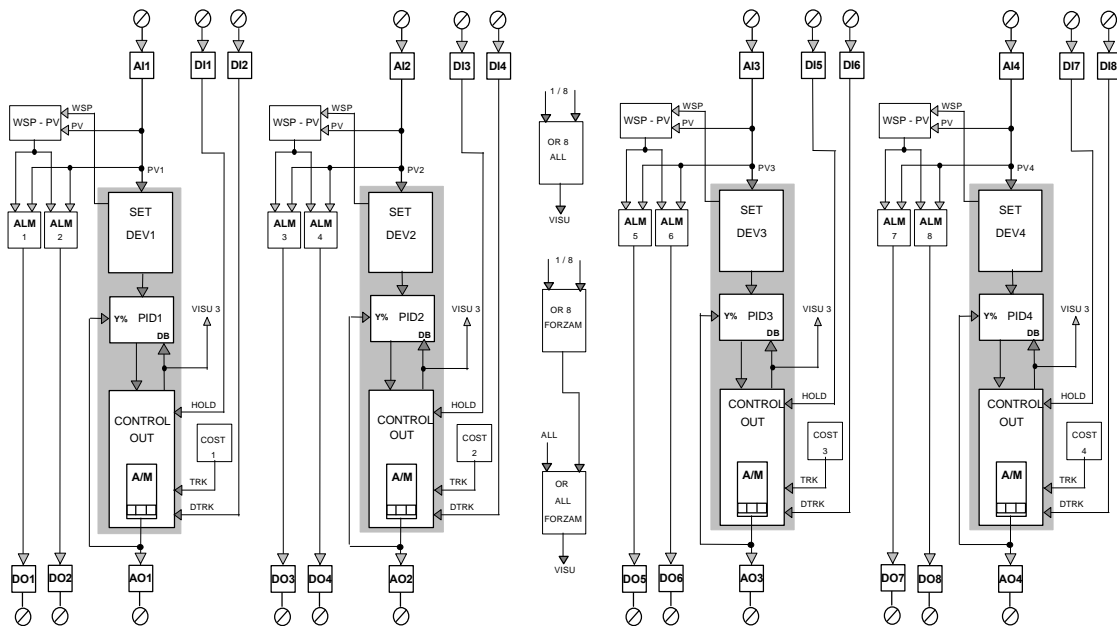 AI1 DI1 DI2
WSP
WSP - PV
PV
PV1
ALM
1
ALM
2
SET
DEV1
Y%
PID1
DB
VISU 3
CONTROL
OUT
HOLD
COST
1
A/M
TRK
DTRK
DO1 DO2 AO1
AI2 DI3 DI4
WSP
WSP - PV
PV
PV2
ALM
3
ALM
4
SET
DEV2
Y%
PID2
DB
VISU 3
CONTROL
OUT
HOLD
COST
2
A/M
TRK
DTRK
DO3 DO4 AO2
1 / 8
OR 8
ALL
VISU
1 / 8
OR 8
FORZAM
ALL
OR
ALL
FORZAM
VISU
AI3 DI5 DI6
WSP
WSP - PV
PV
PV3
ALM
5
ALM
6
SET
DEV3
Y%
PID3
DB
VISU 3
CONTROL
OUT
HOLD
COST
3
A/M
TRK
DTRK
DO5 DO6 AO3
AI4 DI7 DI8
WSP
WSP - PV
PV
PV4
ALM
7
ALM
8
SET
DEV4
Y%
PID4
DB
VISU 3
CONTROL
OUT
HOLD
COST
4
A/M
TRK
DTRK
DO7 DO8 AO4